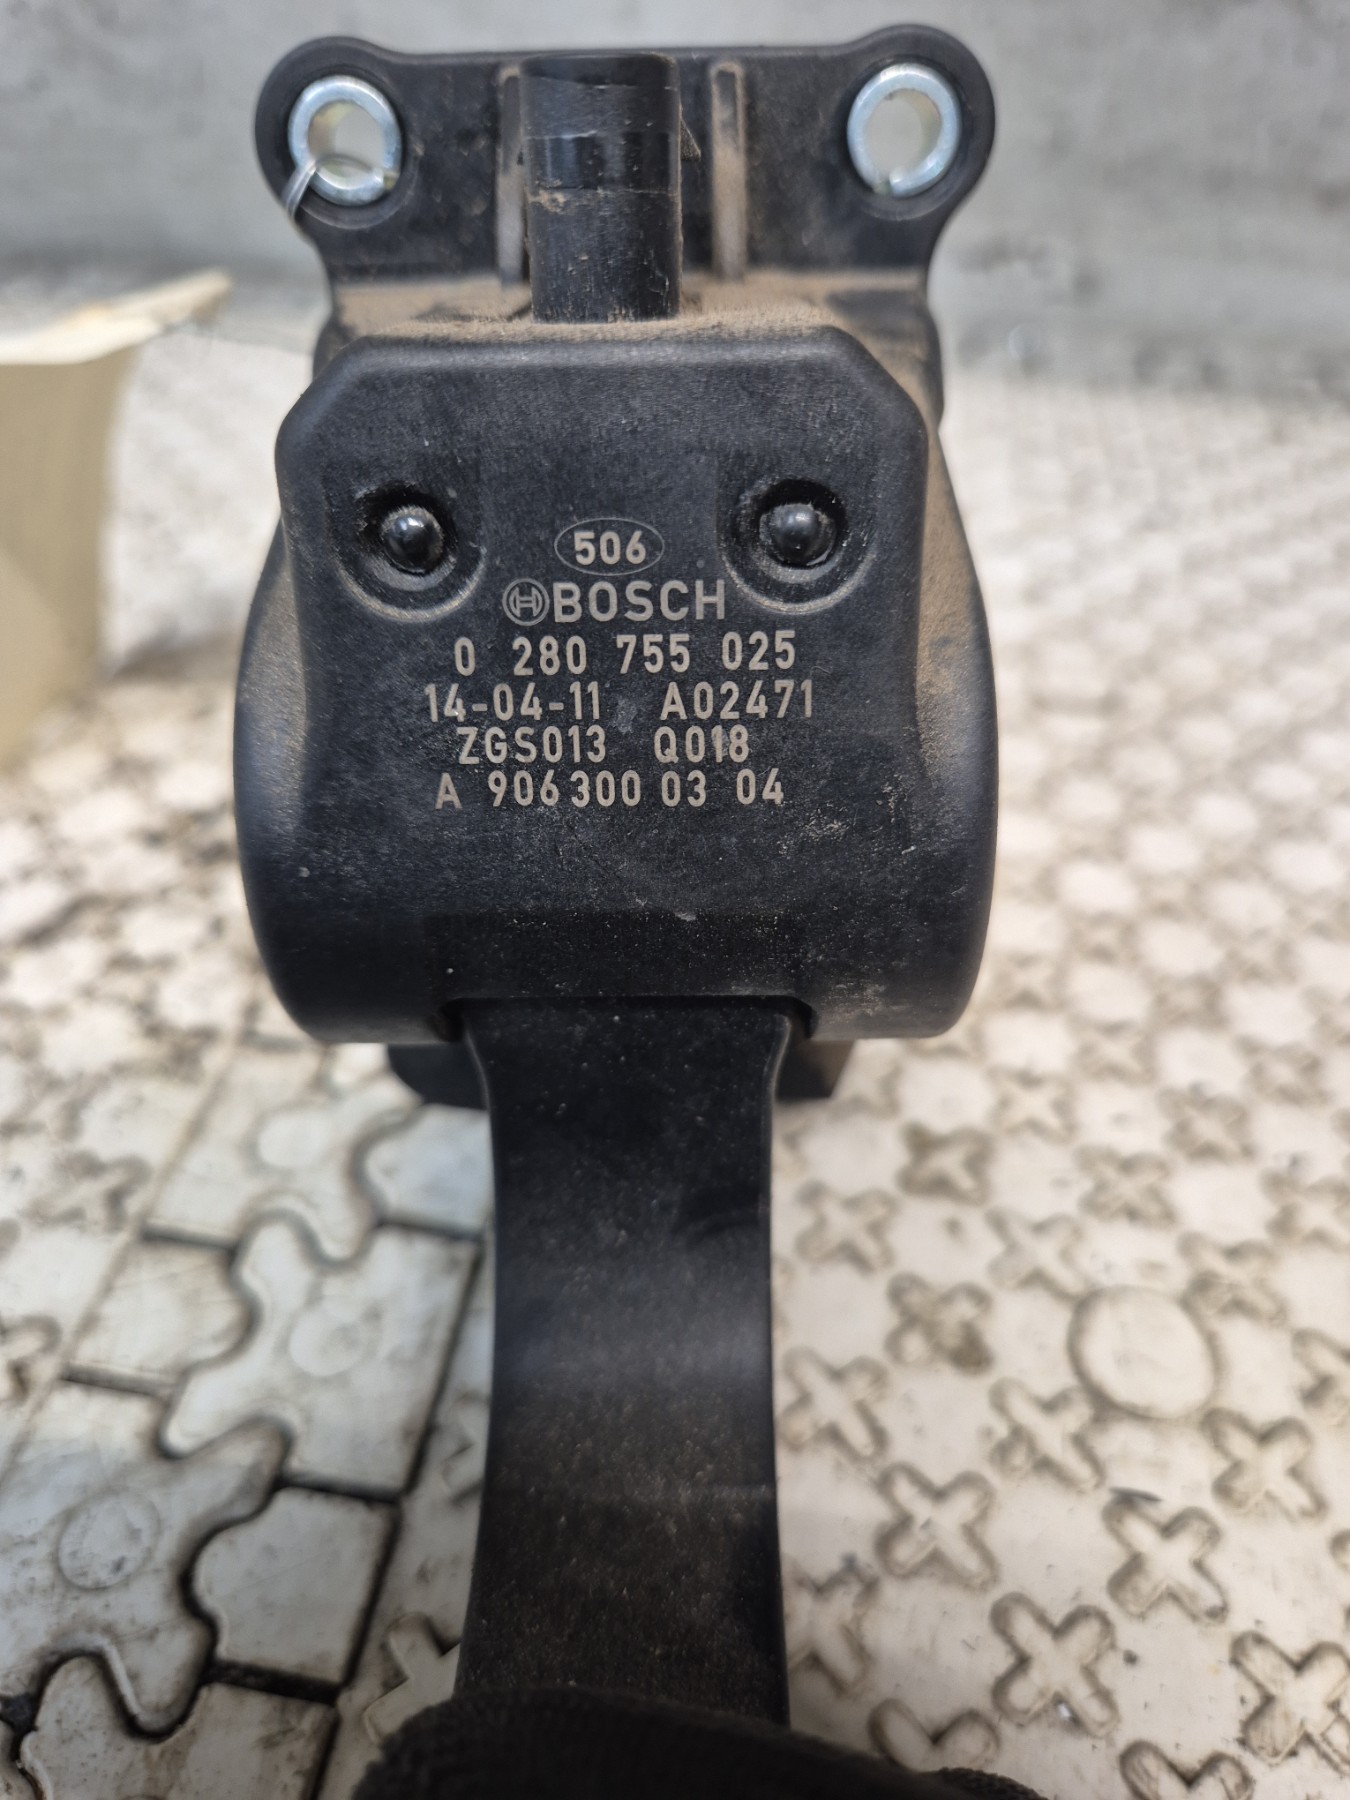 506
BOSCH
0 280 755 025
14-04-11 A02471
ZGS013 Q018
A 906 300 03 04